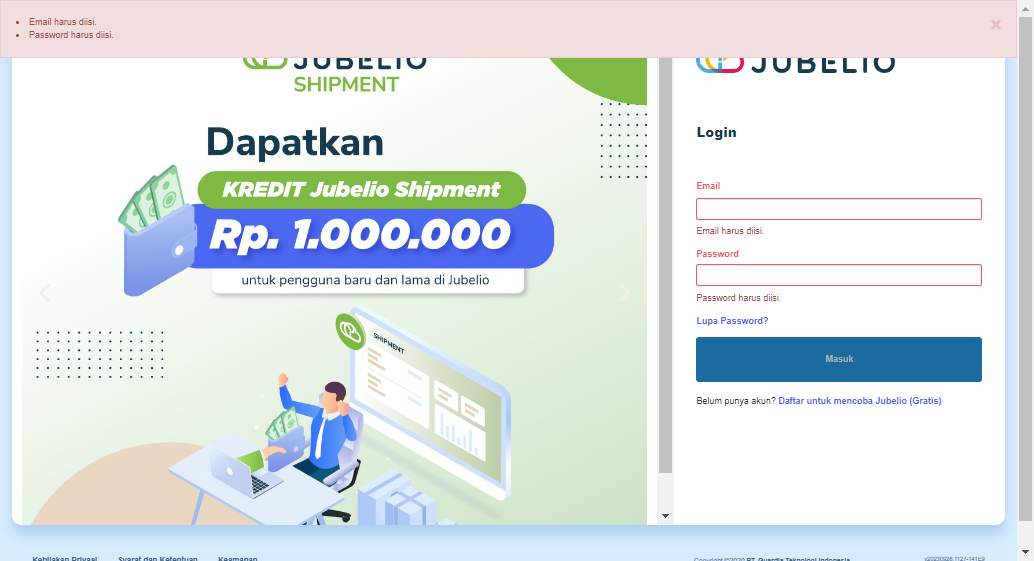 Email harus diisi.
Password harus diisi.
×
JUBELIO
SHIPMENT
Dapatkan
KREDIT Jubelio Shipment
Rp. 1.000.000
untuk pengguna baru dan lama di Jubelio
SHIPMENT
JUBELIO
Login
Email
Email harus diisi.
Password
Password harus diisi.
Lupa Password?
Masuk
Belum punya akun? Daftar untuk mencoba Jubelio (Gratis)
Kebijakan Privasi Syarat dan Ketentuan Keamanan
Copyright ©2020 PT. Guardia Teknologi Indonesia